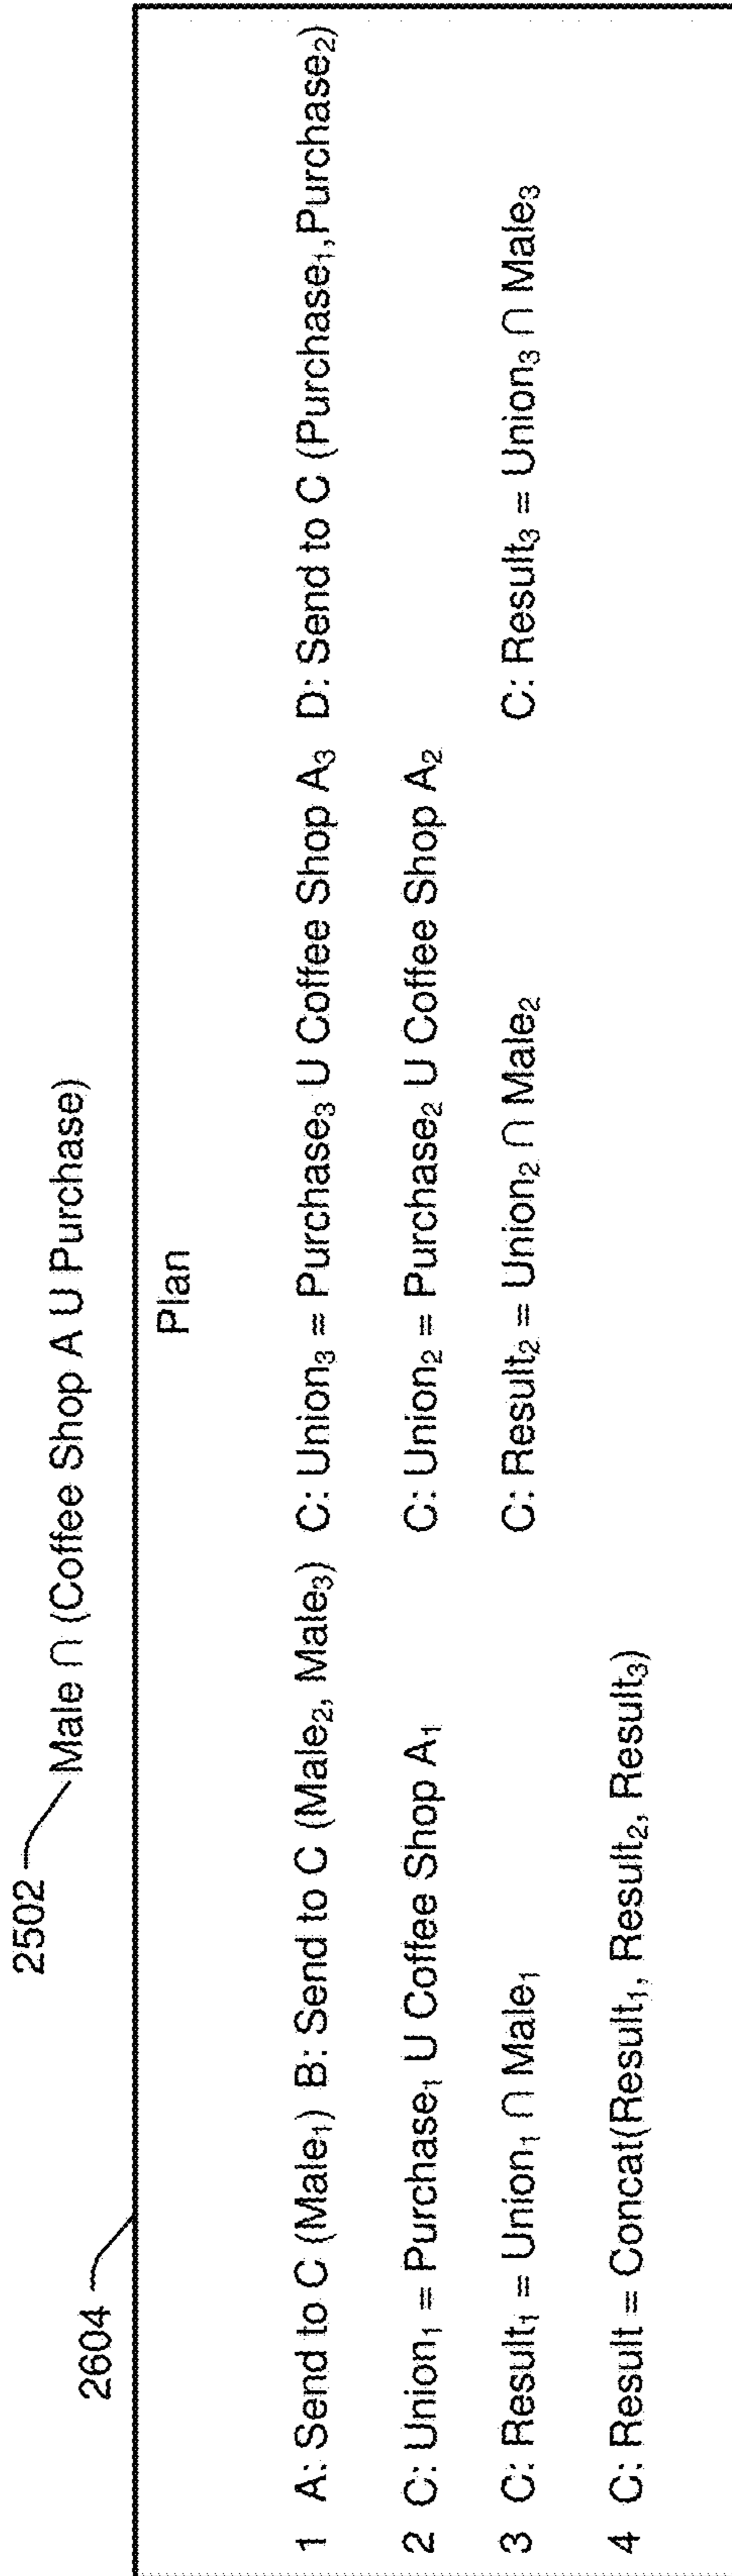 2502
Male ∩ (Coffee Shop A U Purchase)
2604
Plan
1 A: Send to C (Male₁) B: Send to C (Male₂, Male₃) C: Union₃ = Purchase₃ U Coffee Shop A₃ D: Send to C (Purchase₁,Purchase₂)
2 C: Union₁ = Purchase₁ U Coffee Shop A₁ C: Union₂ = Purchase₂ U Coffee Shop A₂
3 C: Result₁ = Union₁ ∩ Male₁ C: Result₂ = Union₂ ∩ Male₂ C: Result₃ = Union₃ ∩ Male₃
4 C: Result = Concat(Result₁, Result₂, Result₃)